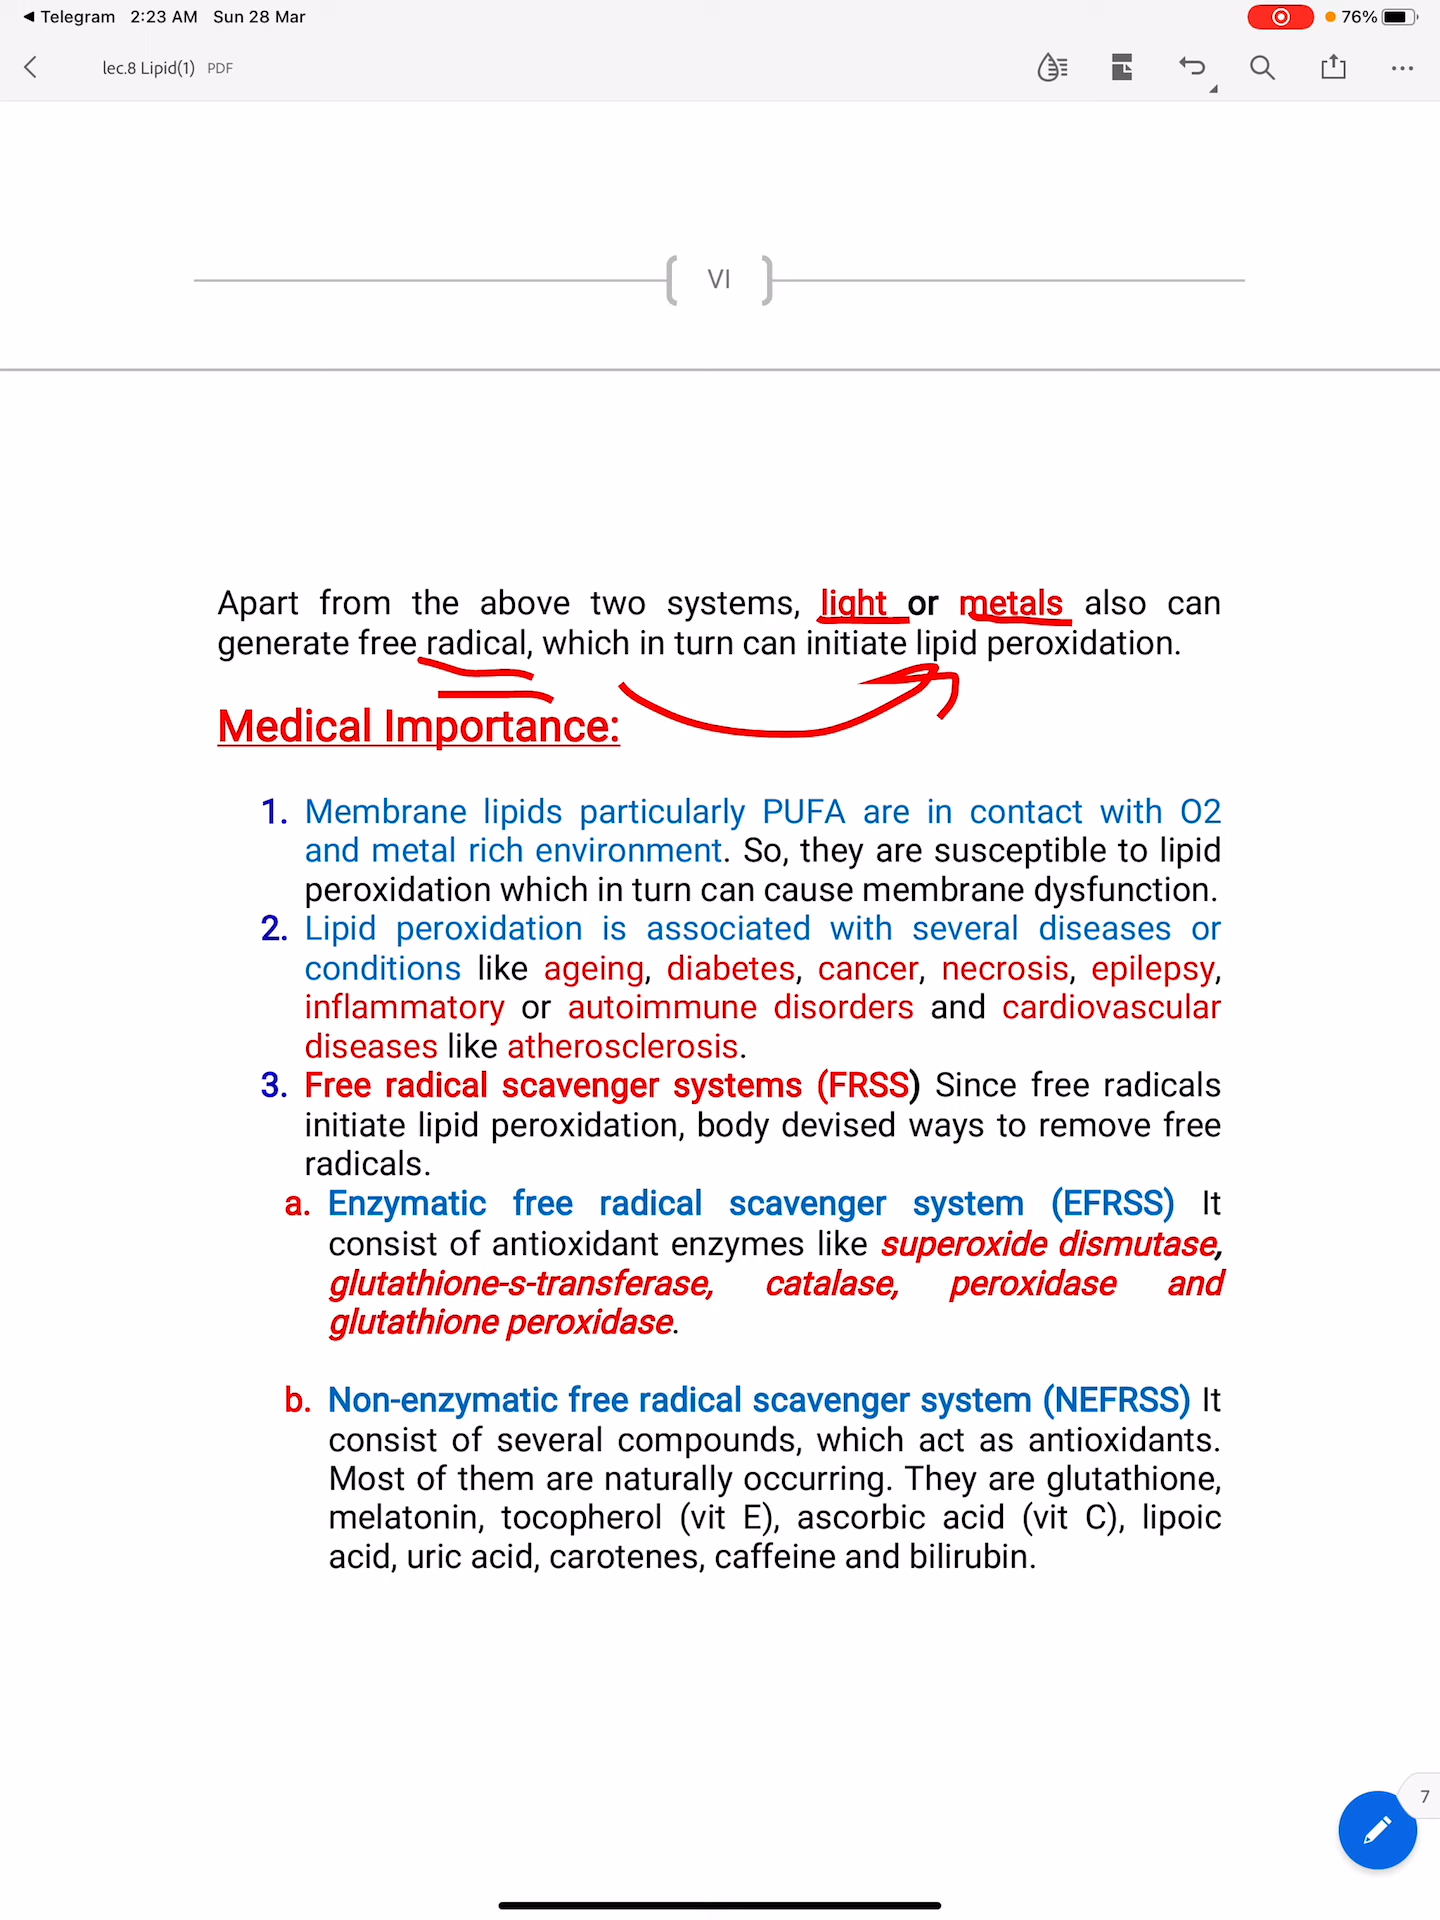 Telegram 2:23 AM Sun 28 Mar 76%
lec.8 Lipid(1) PDF
VI
Apart from the above two systems, light or metals also can
generate free radical, which in turn can initiate lipid peroxidation.
Medical Importance:
1. Membrane lipids particularly PUFA are in contact with O2
and metal rich environment. So, they are susceptible to lipid
peroxidation which in turn can cause membrane dysfunction.
2. Lipid peroxidation is associated with several diseases or
conditions like ageing, diabetes, cancer, necrosis, epilepsy,
inflammatory or autoimmune disorders and cardiovascular
diseases like atherosclerosis.
3. Free radical scavenger systems (FRSS) Since free radicals
initiate lipid peroxidation, body devised ways to remove free
radicals.
a. Enzymatic free radical scavenger system (EFRSS) It
consist of antioxidant enzymes like superoxide dismutase,
glutathione-s-transferase, catalase, peroxidase and
glutathione peroxidase.
b. Non-enzymatic free radical scavenger system (NEFRSS) It
consist of several compounds, which act as antioxidants.
Most of them are naturally occurring. They are glutathione,
melatonin, tocopherol (vit E), ascorbic acid (vit C), lipoic
acid, uric acid, carotenes, caffeine and bilirubin.
7